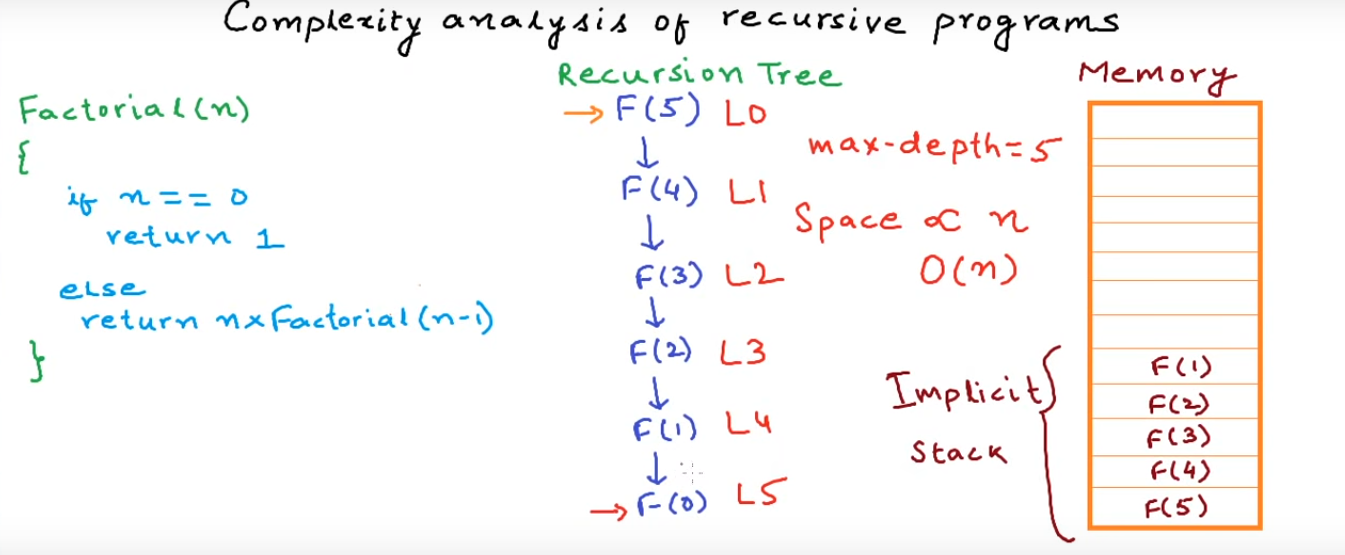 Complexity analysis of recursive programs
Factorial(n)
{
if n == 0
return 1
else
return n x Factorial (n-1)
}
Recursion Tree
→ F(5) L0
↓
F(4) L1
↓
F(3) L2
↓
F(2) L3
↓
F(1) L4
↓
→ F(0) L5
max-depth = 5
Space ∝ n
O(n)
Implicit
Stack
Memory
F(1)
F(2)
F(3)
F(4)
F(5)